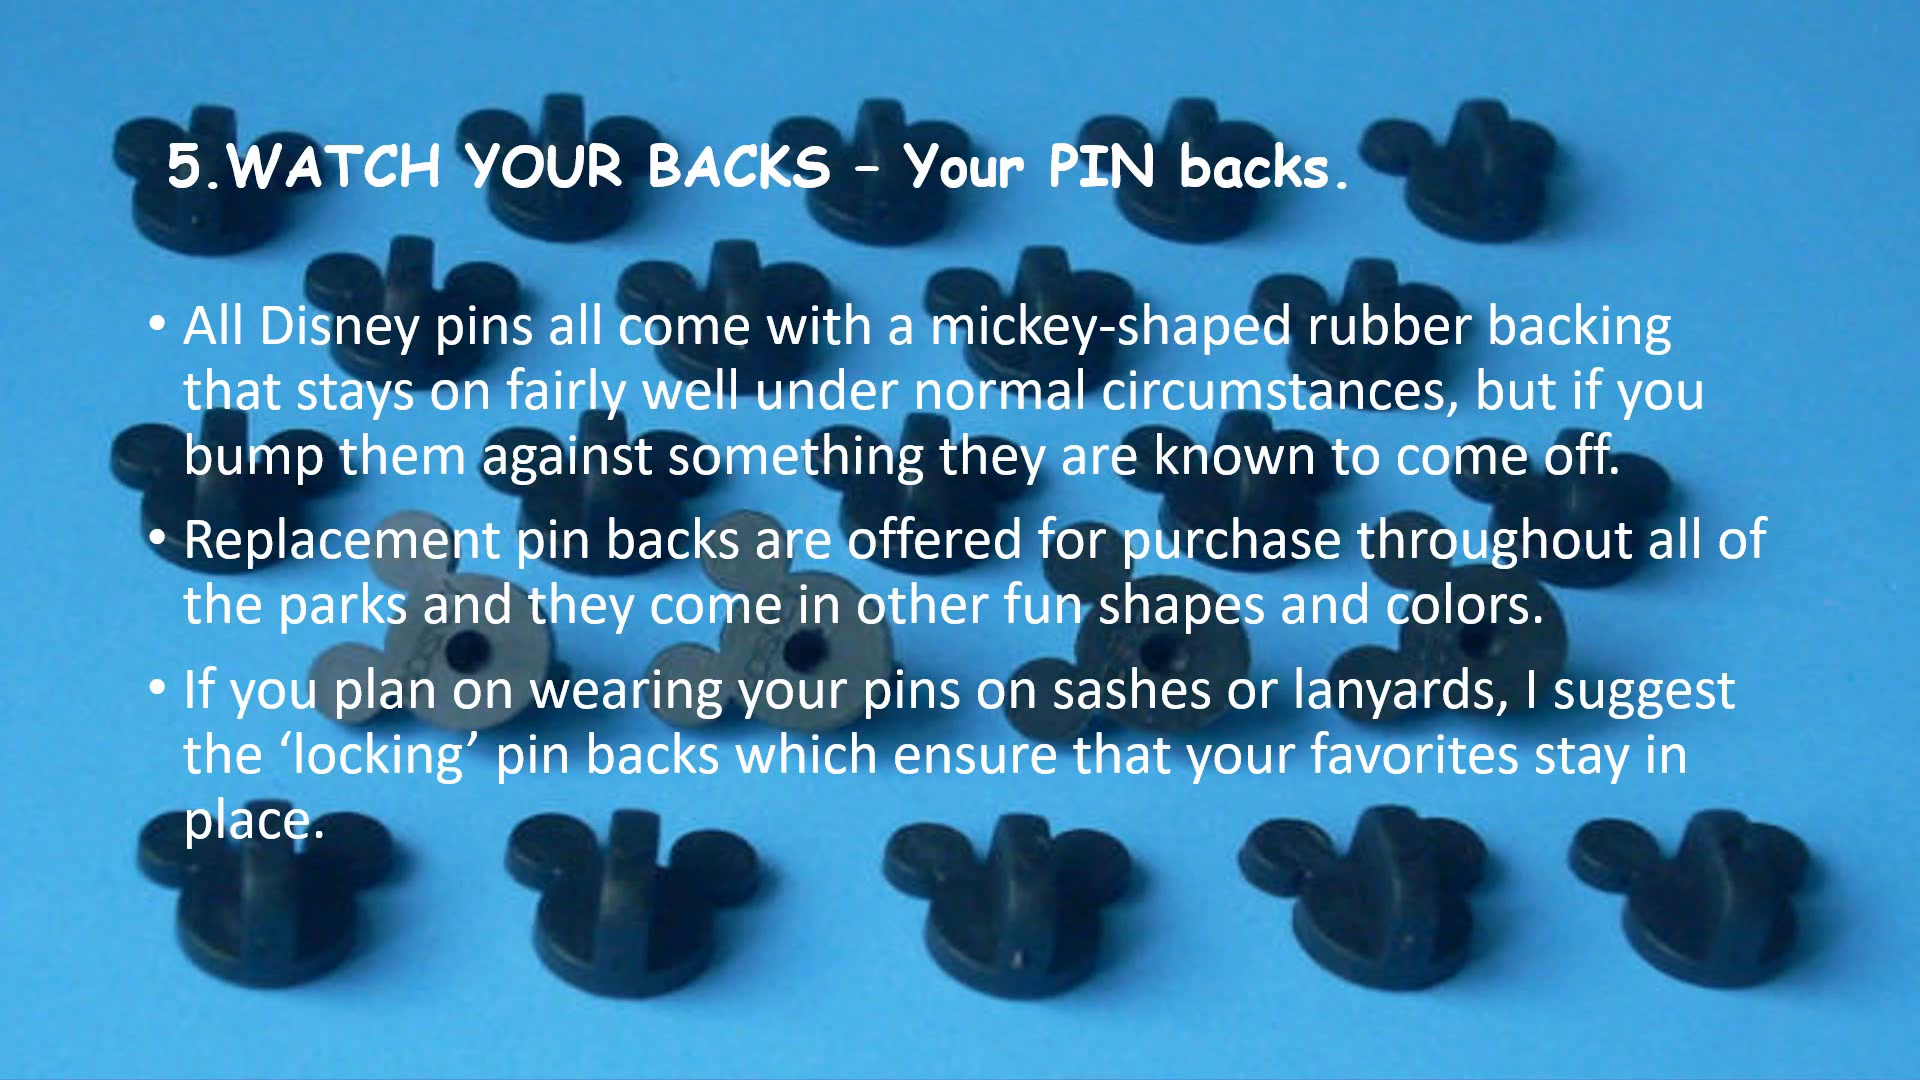 5.WATCH YOUR BACKS – Your PIN backs.
• All Disney pins all come with a mickey-shaped rubber backing
that stays on fairly well under normal circumstances, but if you
bump them against something they are known to come off.
• Replacement pin backs are offered for purchase throughout all of
the parks and they come in other fun shapes and colors.
• If you plan on wearing your pins on sashes or lanyards, I suggest
the ‘locking’ pin backs which ensure that your favorites stay in
place.